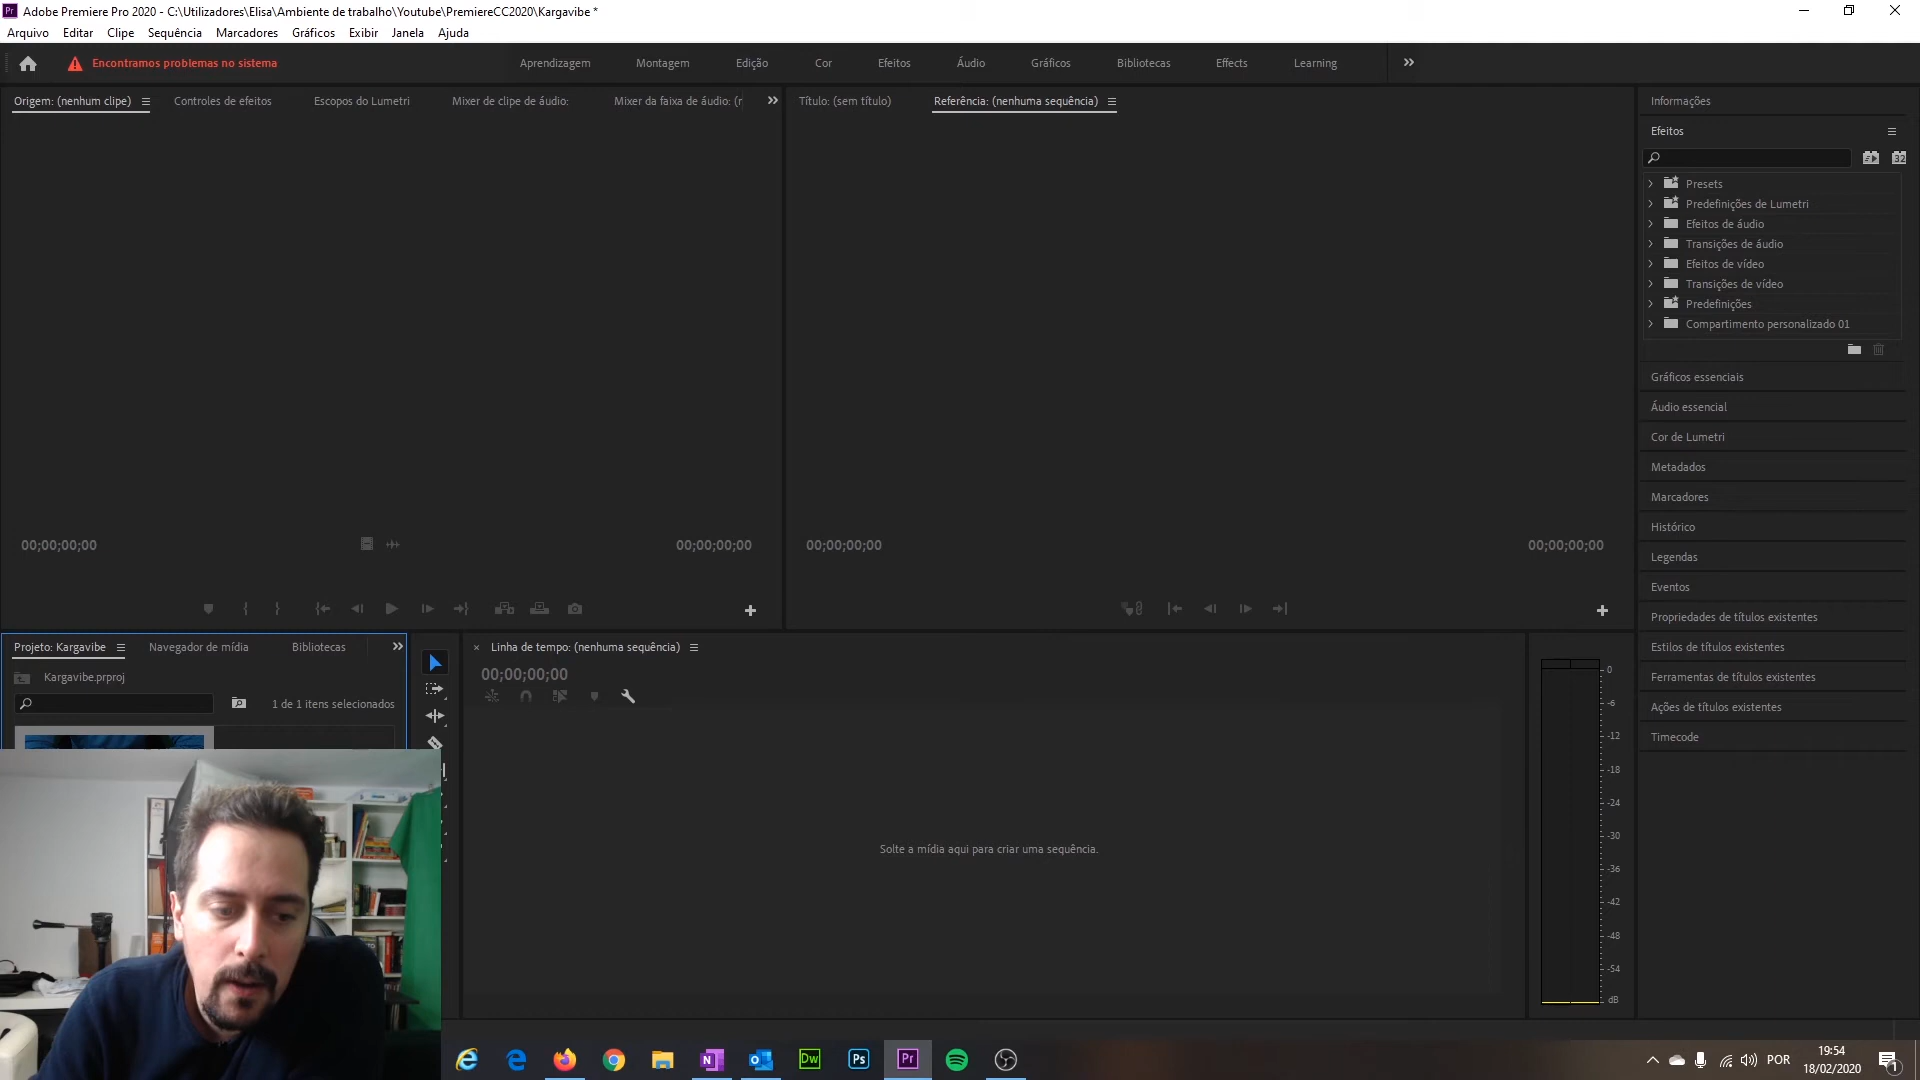 Adobe Premiere Pro 2020 - C:\Utilizadores\Elisa\Ambiente de trabalho\Youtube\PremiereCC2020\Kargavibe *
Arquivo Editar Clipe Sequência Marcadores Gráficos Exibir Janela Ajuda
Encontramos problemas no sistema
Aprendizagem Montagem Edição Cor Efeitos Áudio Gráficos Bibliotecas Effects Learning
Origem: (nenhum clipe) Controles de efeitos Escopos do Lumetri Mixer de clipe de áudio: Mixer da faixa de áudio: (r
Título: (sem título) Referência: (nenhuma sequência)
Informações
Efeitos
32
Presets
Predefinições de Lumetri
Efeitos de áudio
Transições de áudio
Efeitos de vídeo
Transições de vídeo
Predefinições
Compartimento personalizado 01
Gráficos essenciais
Áudio essencial
Cor de Lumetri
Metadados
Marcadores
Histórico
Legendas
Eventos
Propriedades de títulos existentes
Estilos de títulos existentes
Ferramentas de títulos existentes
Ações de títulos existentes
Timecode
00;00;00;00 00;00;00;00 00;00;00;00 00;00;00;00
Projeto: Kargavibe Navegador de mídia Bibliotecas
Kargavibe.prproj
1 de 1 itens selecionados
Linha de tempo: (nenhuma sequência)
00;00;00;00
Solte a mídia aqui para criar uma sequência.
0
-6
-12
-18
-24
-30
-36
-42
-48
-54
dB
N Dw Ps Pr
POR
19:54
18/02/2020
1